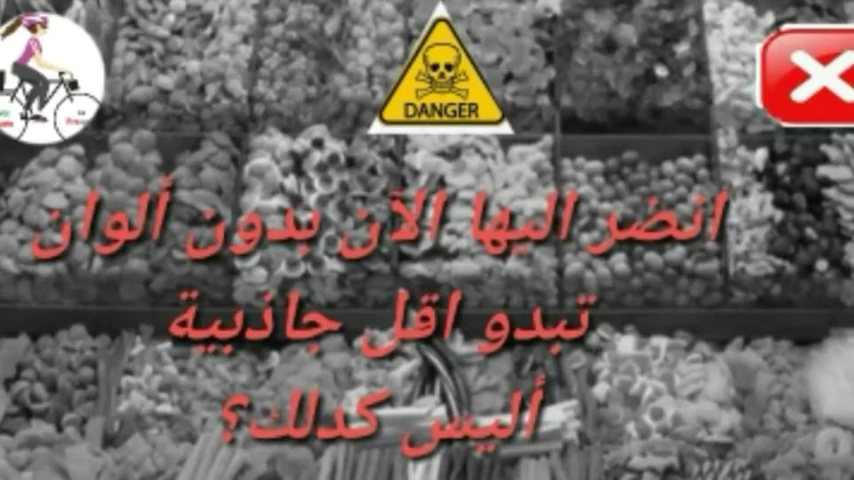 DANGER
انضر اليها الآن بدون ألوان
تبدو اقل جاذبية
أليس كدلك؟